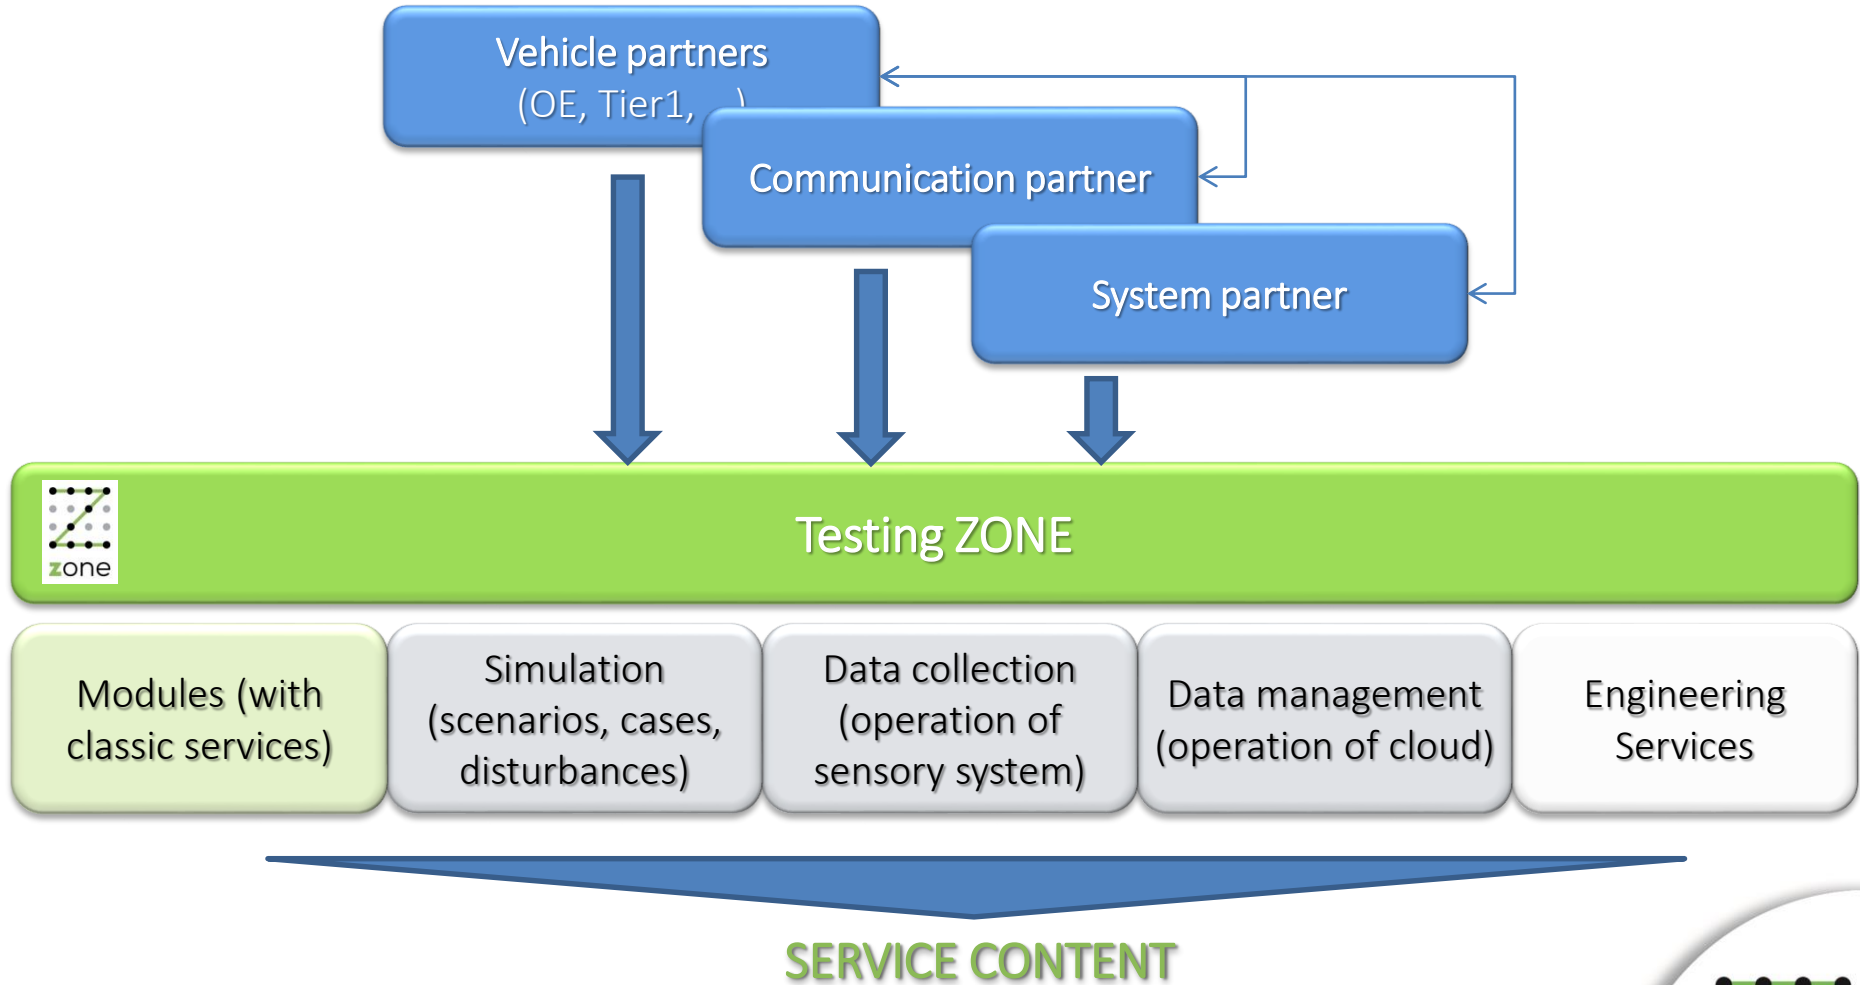 Vehicle partners
(OE, Tier1, )
Communication partner
System partner
Testing ZONE
zone
Modules (with
classic services)
Simulation
(scenarios, cases,
disturbances)
Data collection
(operation of
sensory system)
Data management
(operation of cloud)
Engineering
Services
SERVICE CONTENT